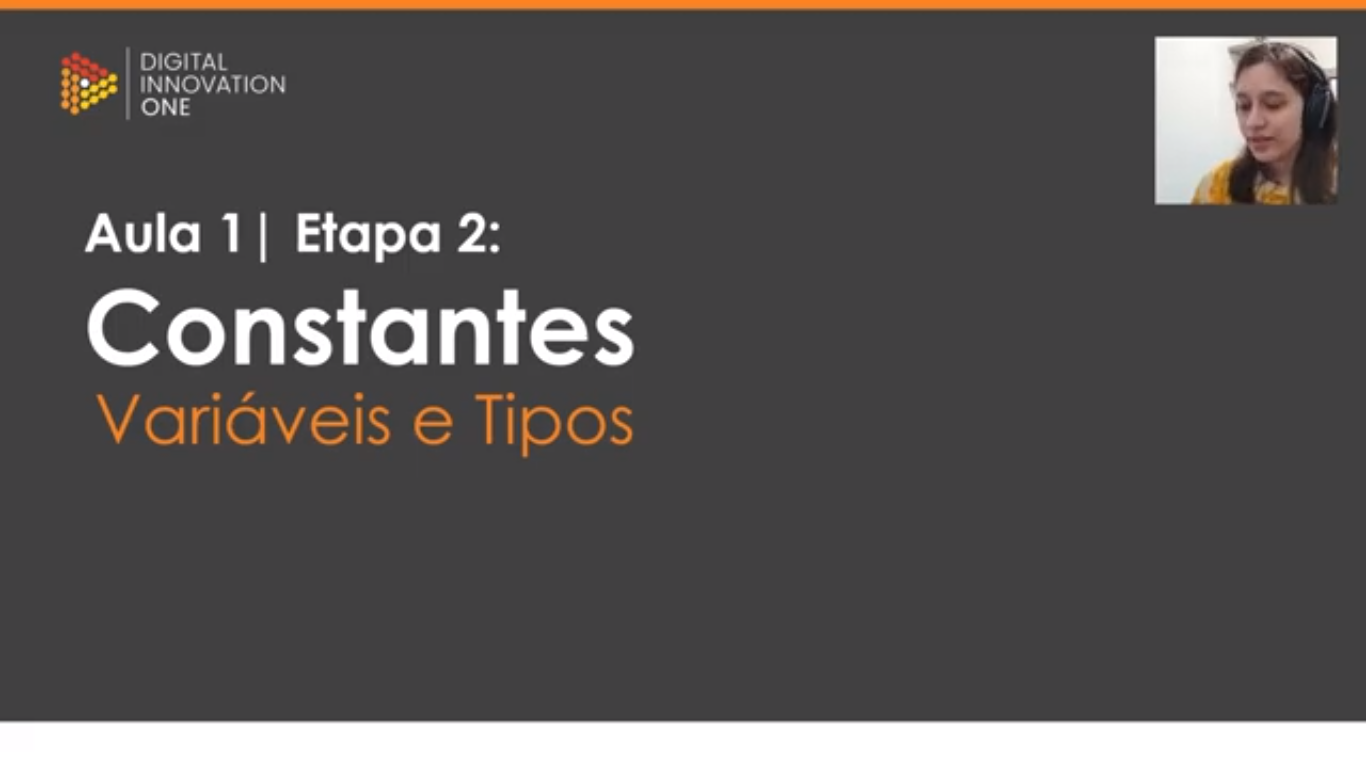 DIGITAL
INNOVATION
ONE
Aula 1| Etapa 2:
Constantes
Variáveis e Tipos